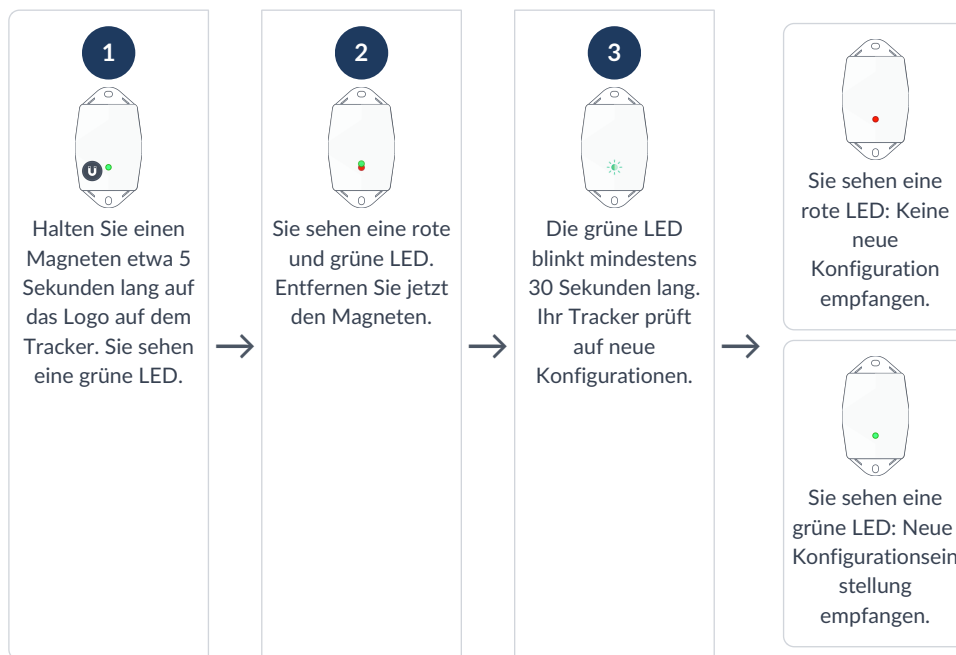 1
Halten Sie einen
Magneten etwa 5
Sekunden lang auf
das Logo auf dem
Tracker. Sie sehen
eine grüne LED.
2
Sie sehen eine rote
und grüne LED.
Entfernen Sie jetzt
den Magneten.
3
Die grüne LED
blinkt mindestens
30 Sekunden lang.
Ihr Tracker prüft
auf neue
Konfigurationen.
Sie sehen eine
rote LED: Keine
neue
Konfiguration
empfangen.
Sie sehen eine
grüne LED: Neue
Konfigurationsein
stellung
empfangen.